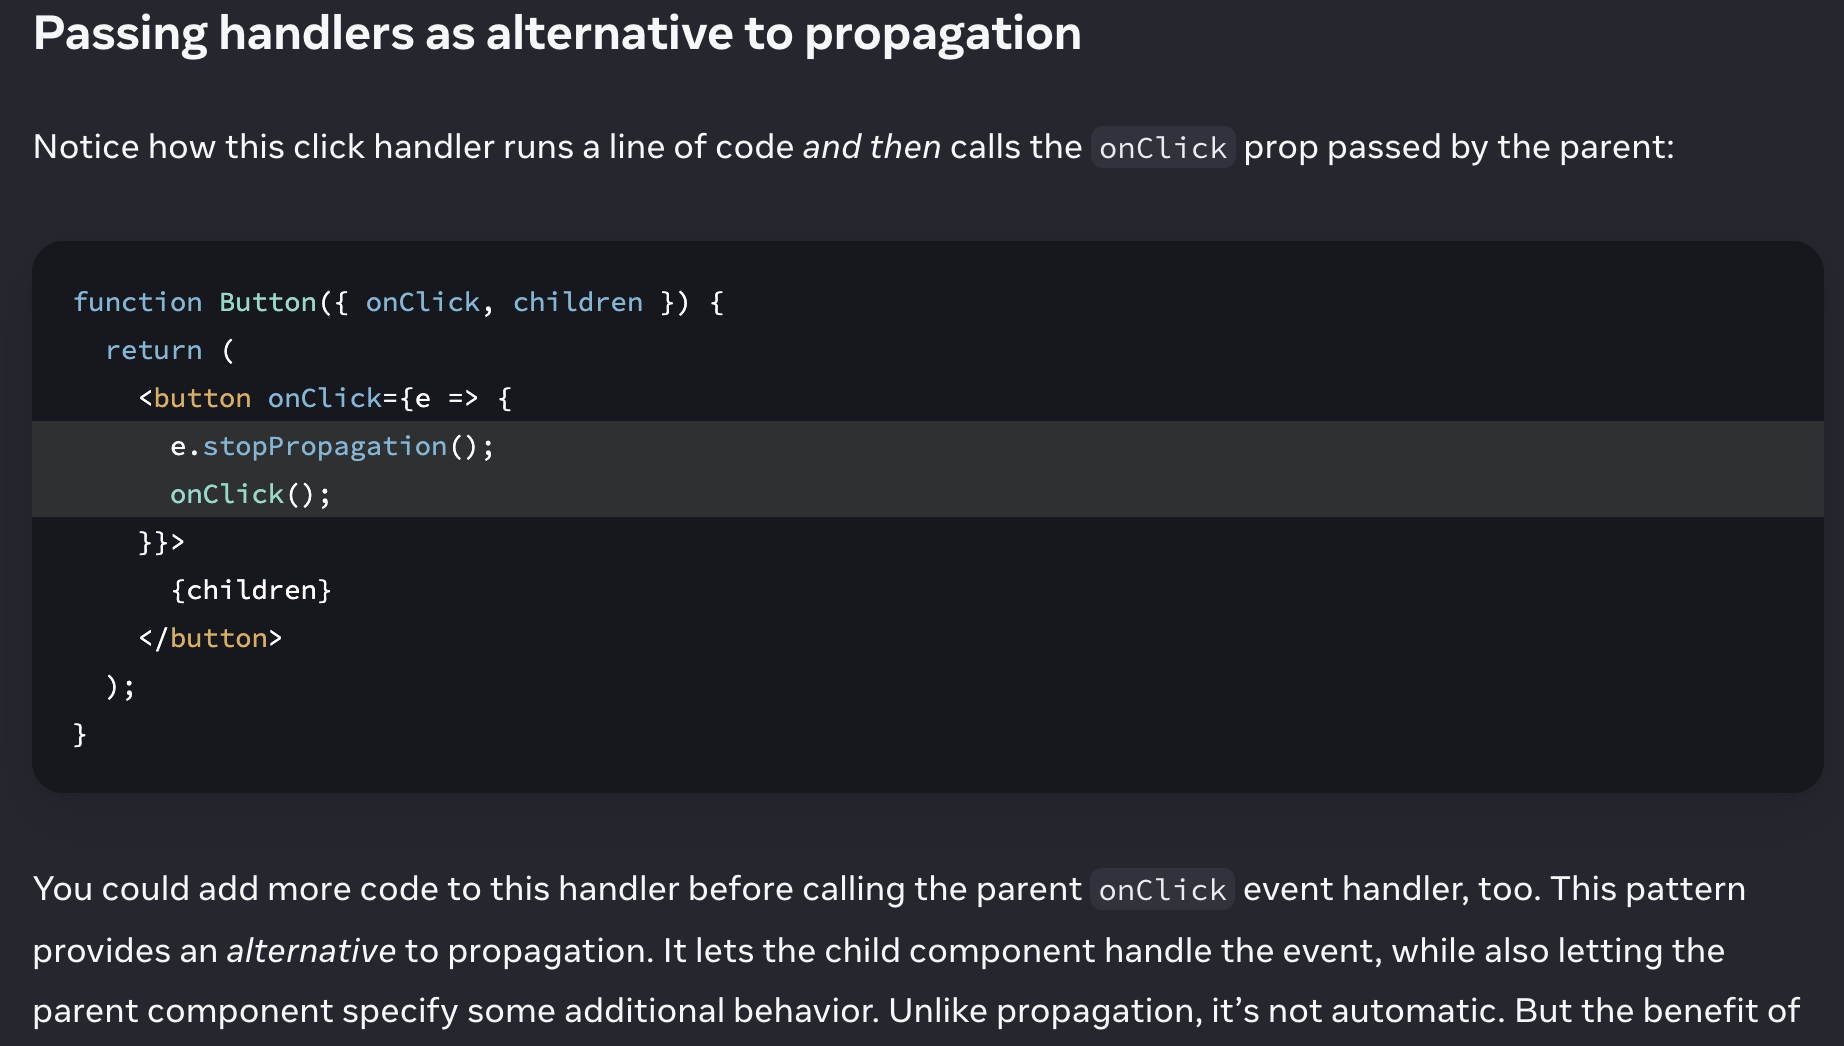 Passing handlers as alternative to propagation
Notice how this click handler runs a line of code and then calls the onClick prop passed by the parent:
function Button({ onClick, children }) {
  return (
    <button onClick={e => {
      e.stopPropagation();
      onClick();
    }}>
      {children}
    </button>
  );
}
You could add more code to this handler before calling the parent onClick event handler, too. This pattern
provides an alternative to propagation. It lets the child component handle the event, while also letting the
parent component specify some additional behavior. Unlike propagation, it’s not automatic. But the benefit of